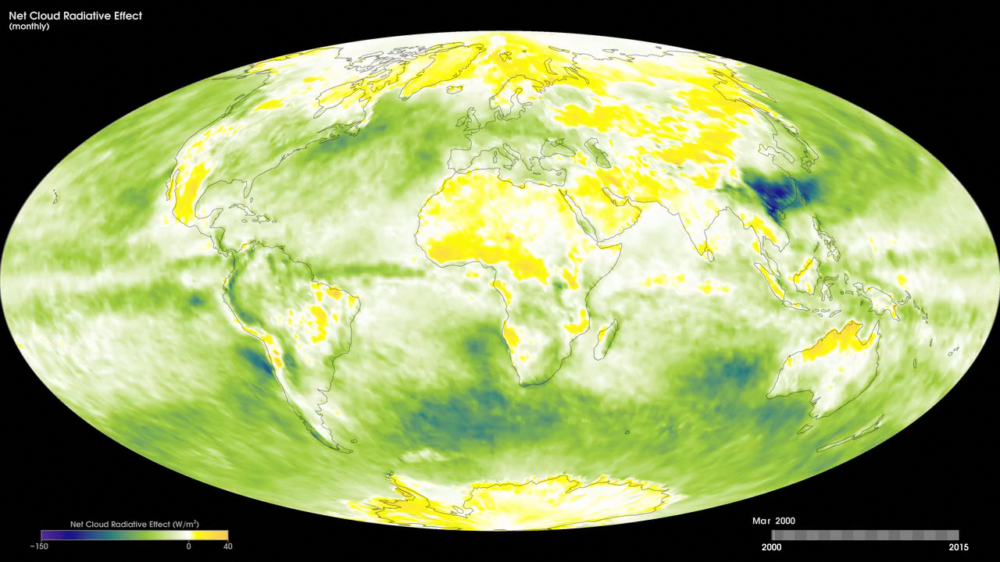 Net Cloud Radiative Effect
(monthly)
Net Cloud Radiative Effect (W/m²)
−150 0 40
Mar 2000
2000 2015